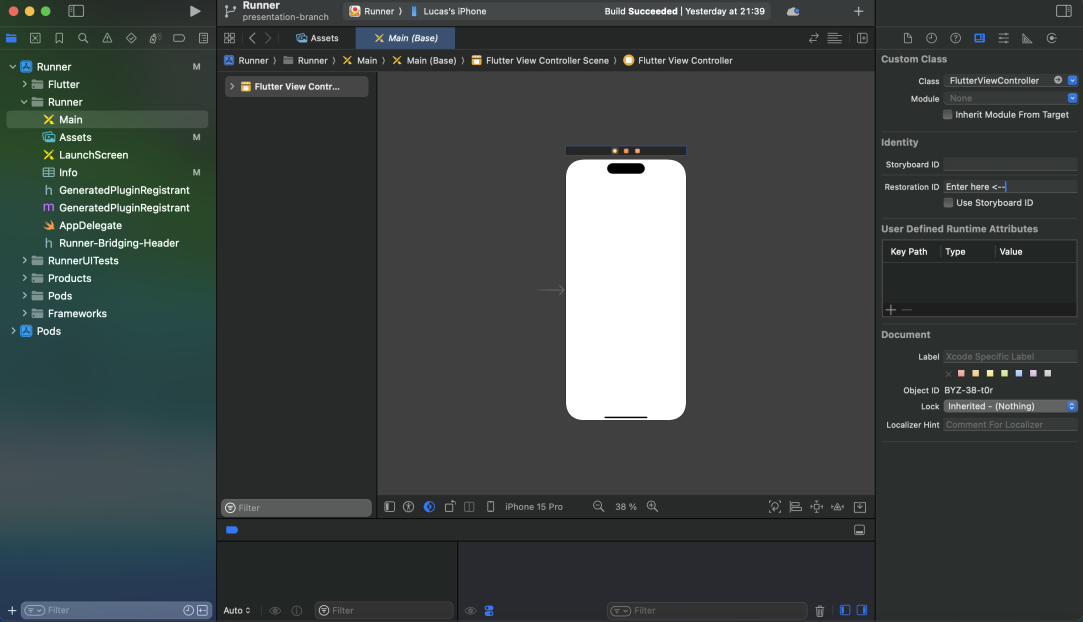 Runner
presentation-branch
Runner
Lucas's iPhone
Build Succeeded | Yesterday at 21:39
Assets
Main (Base)
Runner
Runner
Main
Main (Base)
Flutter View Controller Scene
Flutter View Controller
Runner M
Flutter
Runner
Main
Assets M
LaunchScreen
Info M
GeneratedPluginRegistrant
GeneratedPluginRegistrant
AppDelegate
Runner-Bridging-Header
RunnerUITests
Products
Pods
Frameworks
Pods
Filter
Flutter View Contr...
Filter
iPhone 15 Pro
38 %
Auto
Filter
Filter
Custom Class
Class FlutterViewController
Module None
Inherit Module From Target
Identity
Storyboard ID
Restoration ID Enter here <--
Use Storyboard ID
User Defined Runtime Attributes
Key Path Type Value
Document
Label Xcode Specific Label
Object ID BYZ-38-t0r
Lock Inherited - (Nothing)
Localizer Hint Comment For Localizer